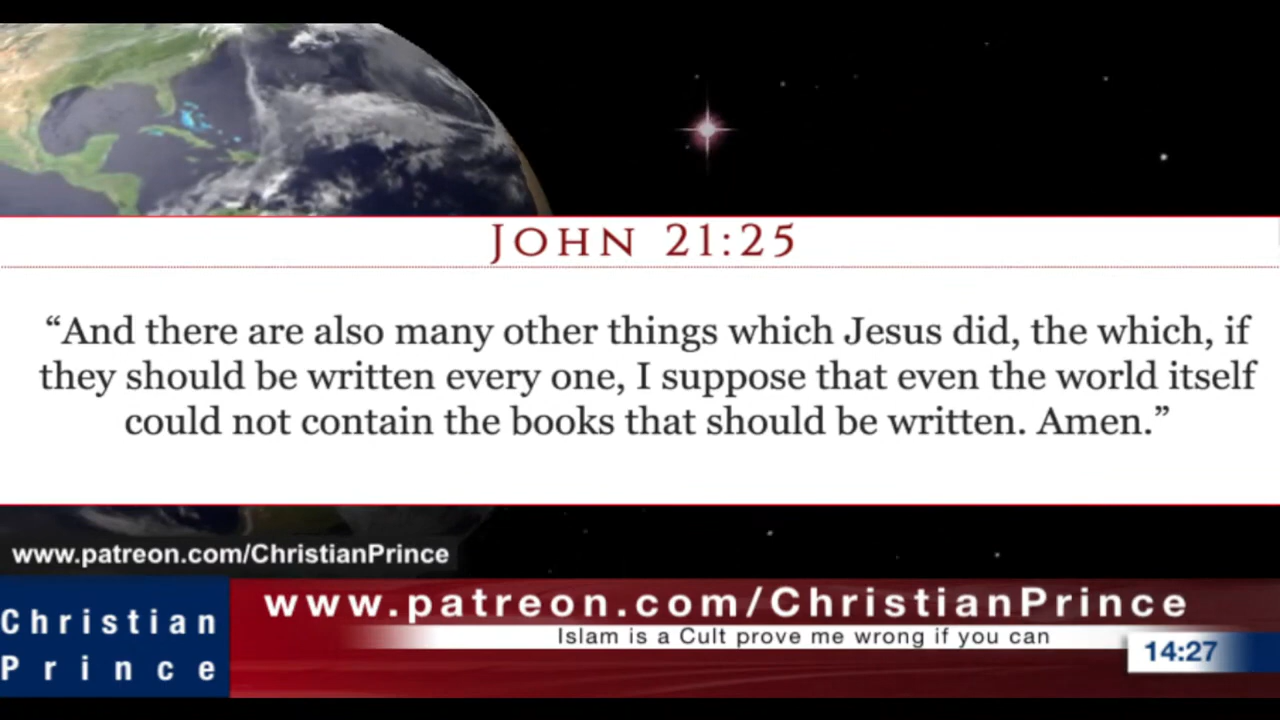 John 21:25
“And there are also many other things which Jesus did, the which, if
they should be written every one, I suppose that even the world itself
could not contain the books that should be written. Amen.”
www.patreon.com/ChristianPrince
Christian
Prince
www.patreon.com/ChristianPrince
Islam is a Cult prove me wrong if you can
14:27